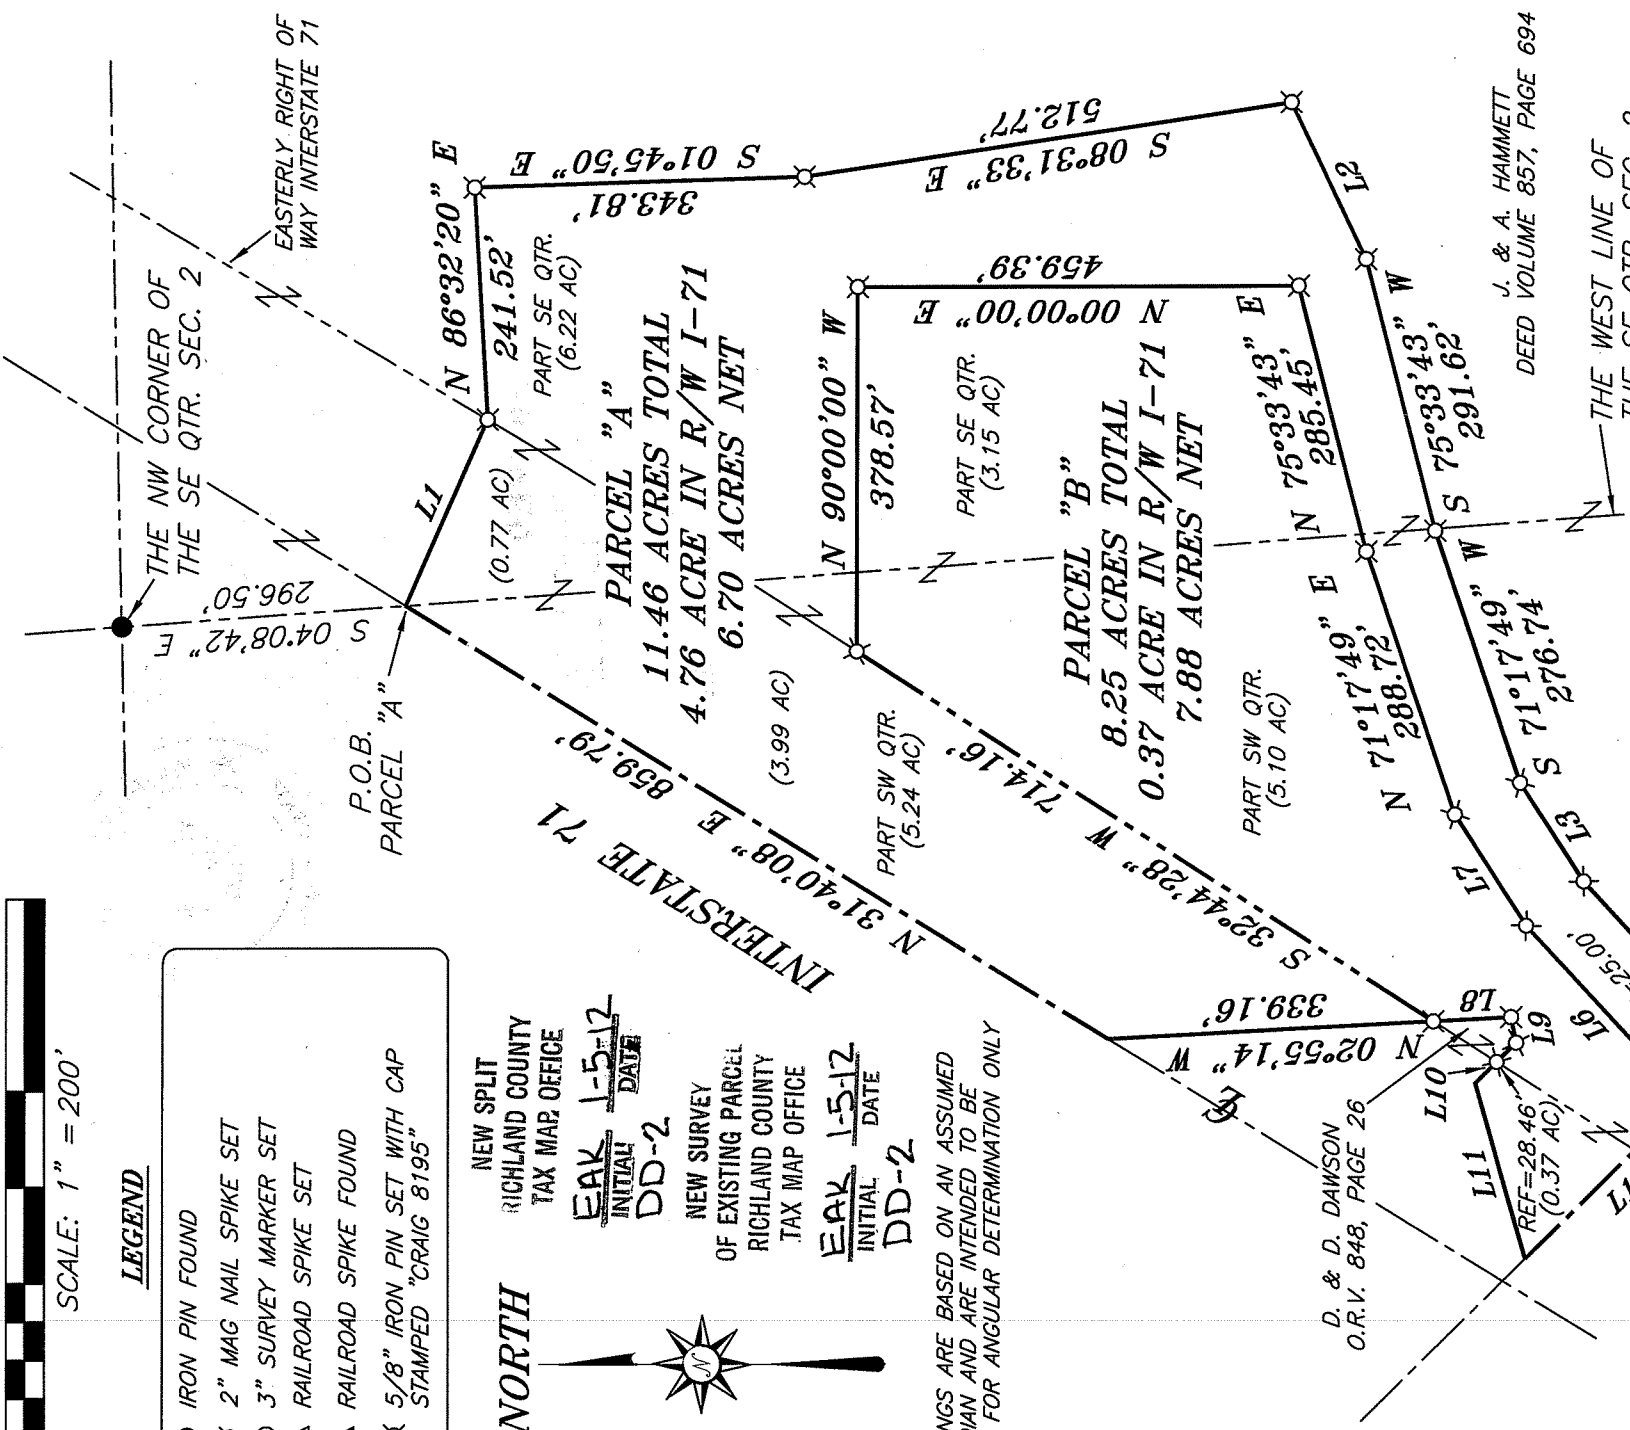 SCALE: 1" = 200'
LEGEND
IRON PIN FOUND
2" MAG NAIL SPIKE SET
3" SURVEY MARKER SET
RAILROAD SPIKE SET
RAILROAD SPIKE FOUND
5/8" IRON PIN SET WITH CAP
STAMPED "CRAIG 8195"
NORTH
N
NEW SPLIT
RICHLAND COUNTY
TAX MAP OFFICE
EAK 1-5-12
INITIAL DATE
DD-2
NEW SURVEY
OF EXISTING PARCEL
RICHLAND COUNTY
TAX MAP OFFICE
EAK 1-5-12
INITIAL DATE
DD-2
NGS ARE BASED ON AN ASSUMED
IAN AND ARE INTENDED TO BE
FOR ANGULAR DETERMINATION ONLY
EASTERLY RIGHT OF
WAY INTERSTATE 71
THE NW CORNER OF
THE SE QTR. SEC. 2
S 04°08'42" E
296.50'
P.O.B.
PARCEL "A"
L1
(0.77 AC)
N 86°32'20" E
241.52'
PART SE QTR.
(6.22 AC)
S 01°45'50" E
343.81'
S 08°31'33" E
512.77'
L2
PARCEL "A"
11.46 ACRES TOTAL
4.76 ACRE IN R/W I-71
6.70 ACRES NET
(3.99 AC)
N 31°40'08" E 859.79'
INTERSTATE 71
PART SW QTR.
(5.24 AC)
N 90°00'00" W
378.57'
N 00°00'00" E
459.39'
PART SE QTR.
(3.15 AC)
PARCEL "B"
8.25 ACRES TOTAL
0.37 ACRE IN R/W I-71
7.88 ACRES NET
PART SW QTR.
(5.10 AC)
S 32°44'28" W 714.16'
N 75°33'43" E
285.45'
S 75°33'43" W
291.62'
N 71°17'49" E
288.72'
S 71°17'49" W
276.74'
L3
L7
L6
25.00'
N 02°55'14" W
339.16'
L8
L9
L10
L11
REF=28.46'
(0.37 AC)
D. & D. DAWSON
O.R.V. 848, PAGE 26
J. & A. HAMMETT
DEED VOLUME 857, PAGE 694
THE WEST LINE OF